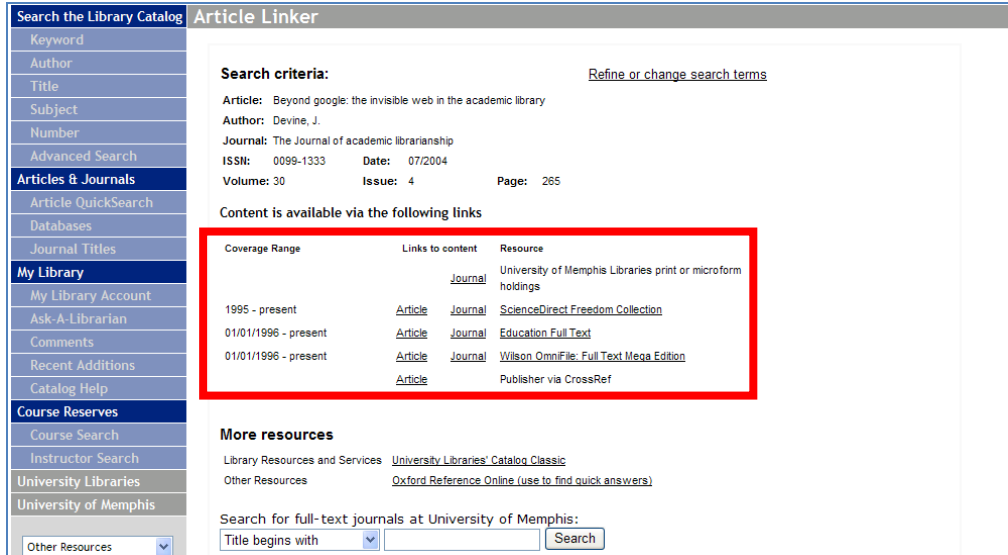 Search the Library Catalog
Keyword
Author
Title
Subject
Number
Advanced Search
Articles & Journals
Article QuickSearch
Databases
Journal Titles
My Library
My Library Account
Ask-A-Librarian
Comments
Recent Additions
Catalog Help
Course Reserves
Course Search
Instructor Search
University Libraries
University of Memphis
Other Resources
Article Linker
Search criteria: Refine or change search terms
Article: Beyond google: the invisible web in the academic library
Author: Devine, J.
Journal: The Journal of academic librarianship
ISSN: 0099-1333 Date: 07/2004
Volume: 30 Issue: 4 Page: 265
Content is available via the following links
Coverage Range Links to content Resource
Journal University of Memphis Libraries print or microform
holdings
1995 - present Article Journal ScienceDirect Freedom Collection
01/01/1996 - present Article Journal Education Full Text
01/01/1996 - present Article Journal Wilson OmniFile: Full Text Mega Edition
Article Publisher via CrossRef
More resources
Library Resources and Services University Libraries' Catalog Classic
Other Resources Oxford Reference Online (use to find quick answers)
Search for full-text journals at University of Memphis:
Title begins with Search